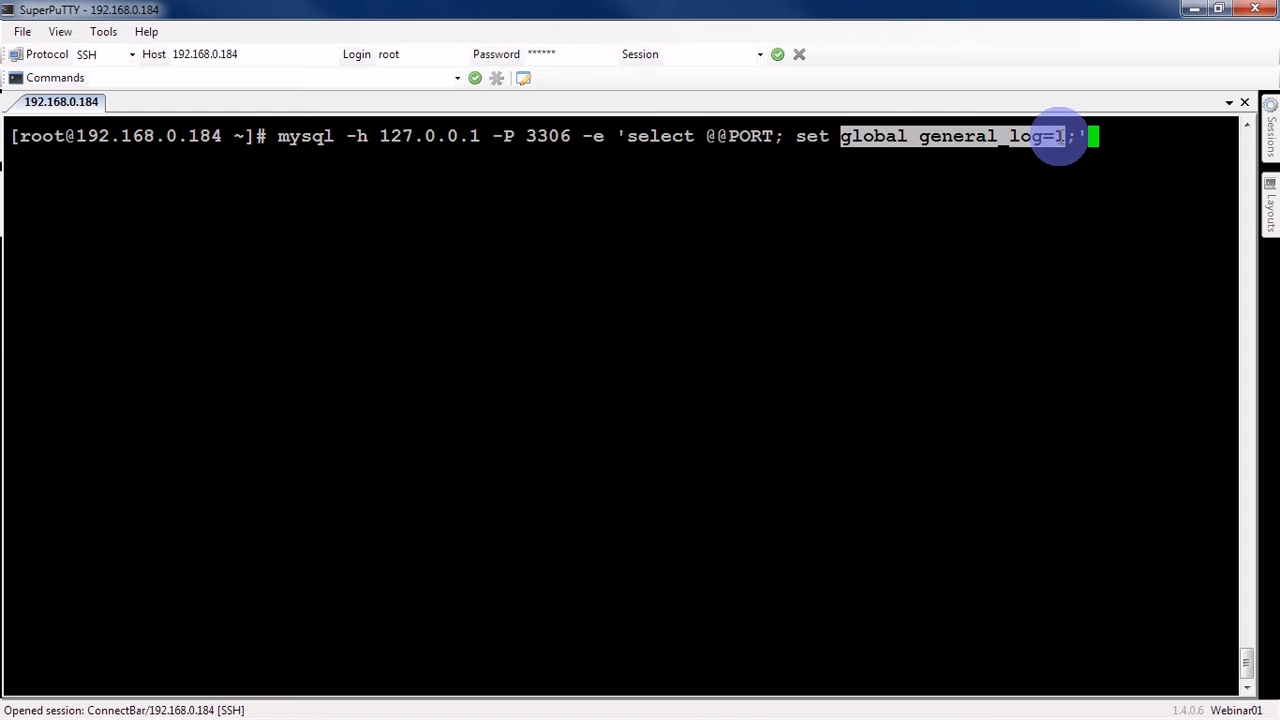 SuperPuTTY - 192.168.0.184
File View Tools Help
Protocol SSH Host 192.168.0.184 Login root Password ****** Session
Commands
192.168.0.184
[root@192.168.0.184 ~]# mysql -h 127.0.0.1 -P 3306 -e 'select @@PORT; set global general_log=1;'
Sessions
Layouts
Opened session: ConnectBar/192.168.0.184 [SSH] 1.4.0.6 Webinar01